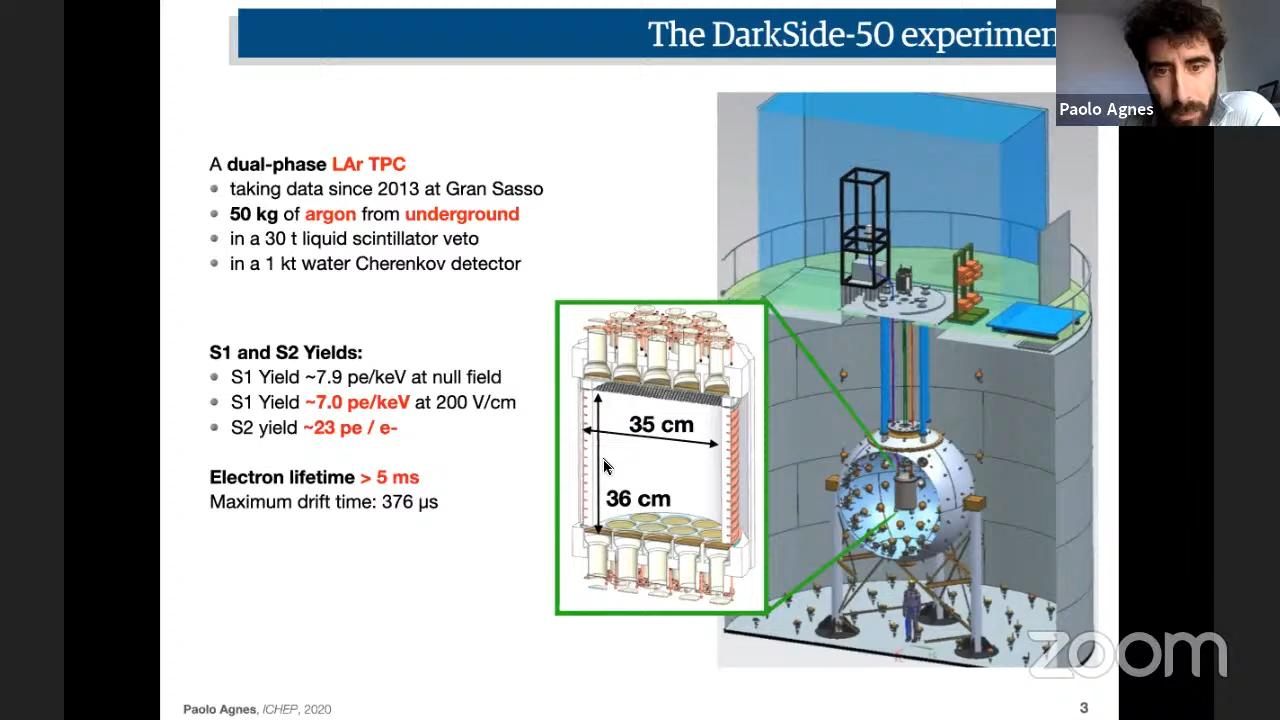 The DarkSide-50 experimen
Paolo Agnes
A dual-phase LAr TPC
• taking data since 2013 at Gran Sasso
• 50 kg of argon from underground
• in a 30 t liquid scintillator veto
• in a 1 kt water Cherenkov detector
S1 and S2 Yields:
• S1 Yield ~7.9 pe/keV at null field
• S1 Yield ~7.0 pe/keV at 200 V/cm
• S2 yield ~23 pe / e-
Electron lifetime > 5 ms
Maximum drift time: 376 μs
35 cm
36 cm
zoom
Paolo Agnes, ICHEP, 2020
3